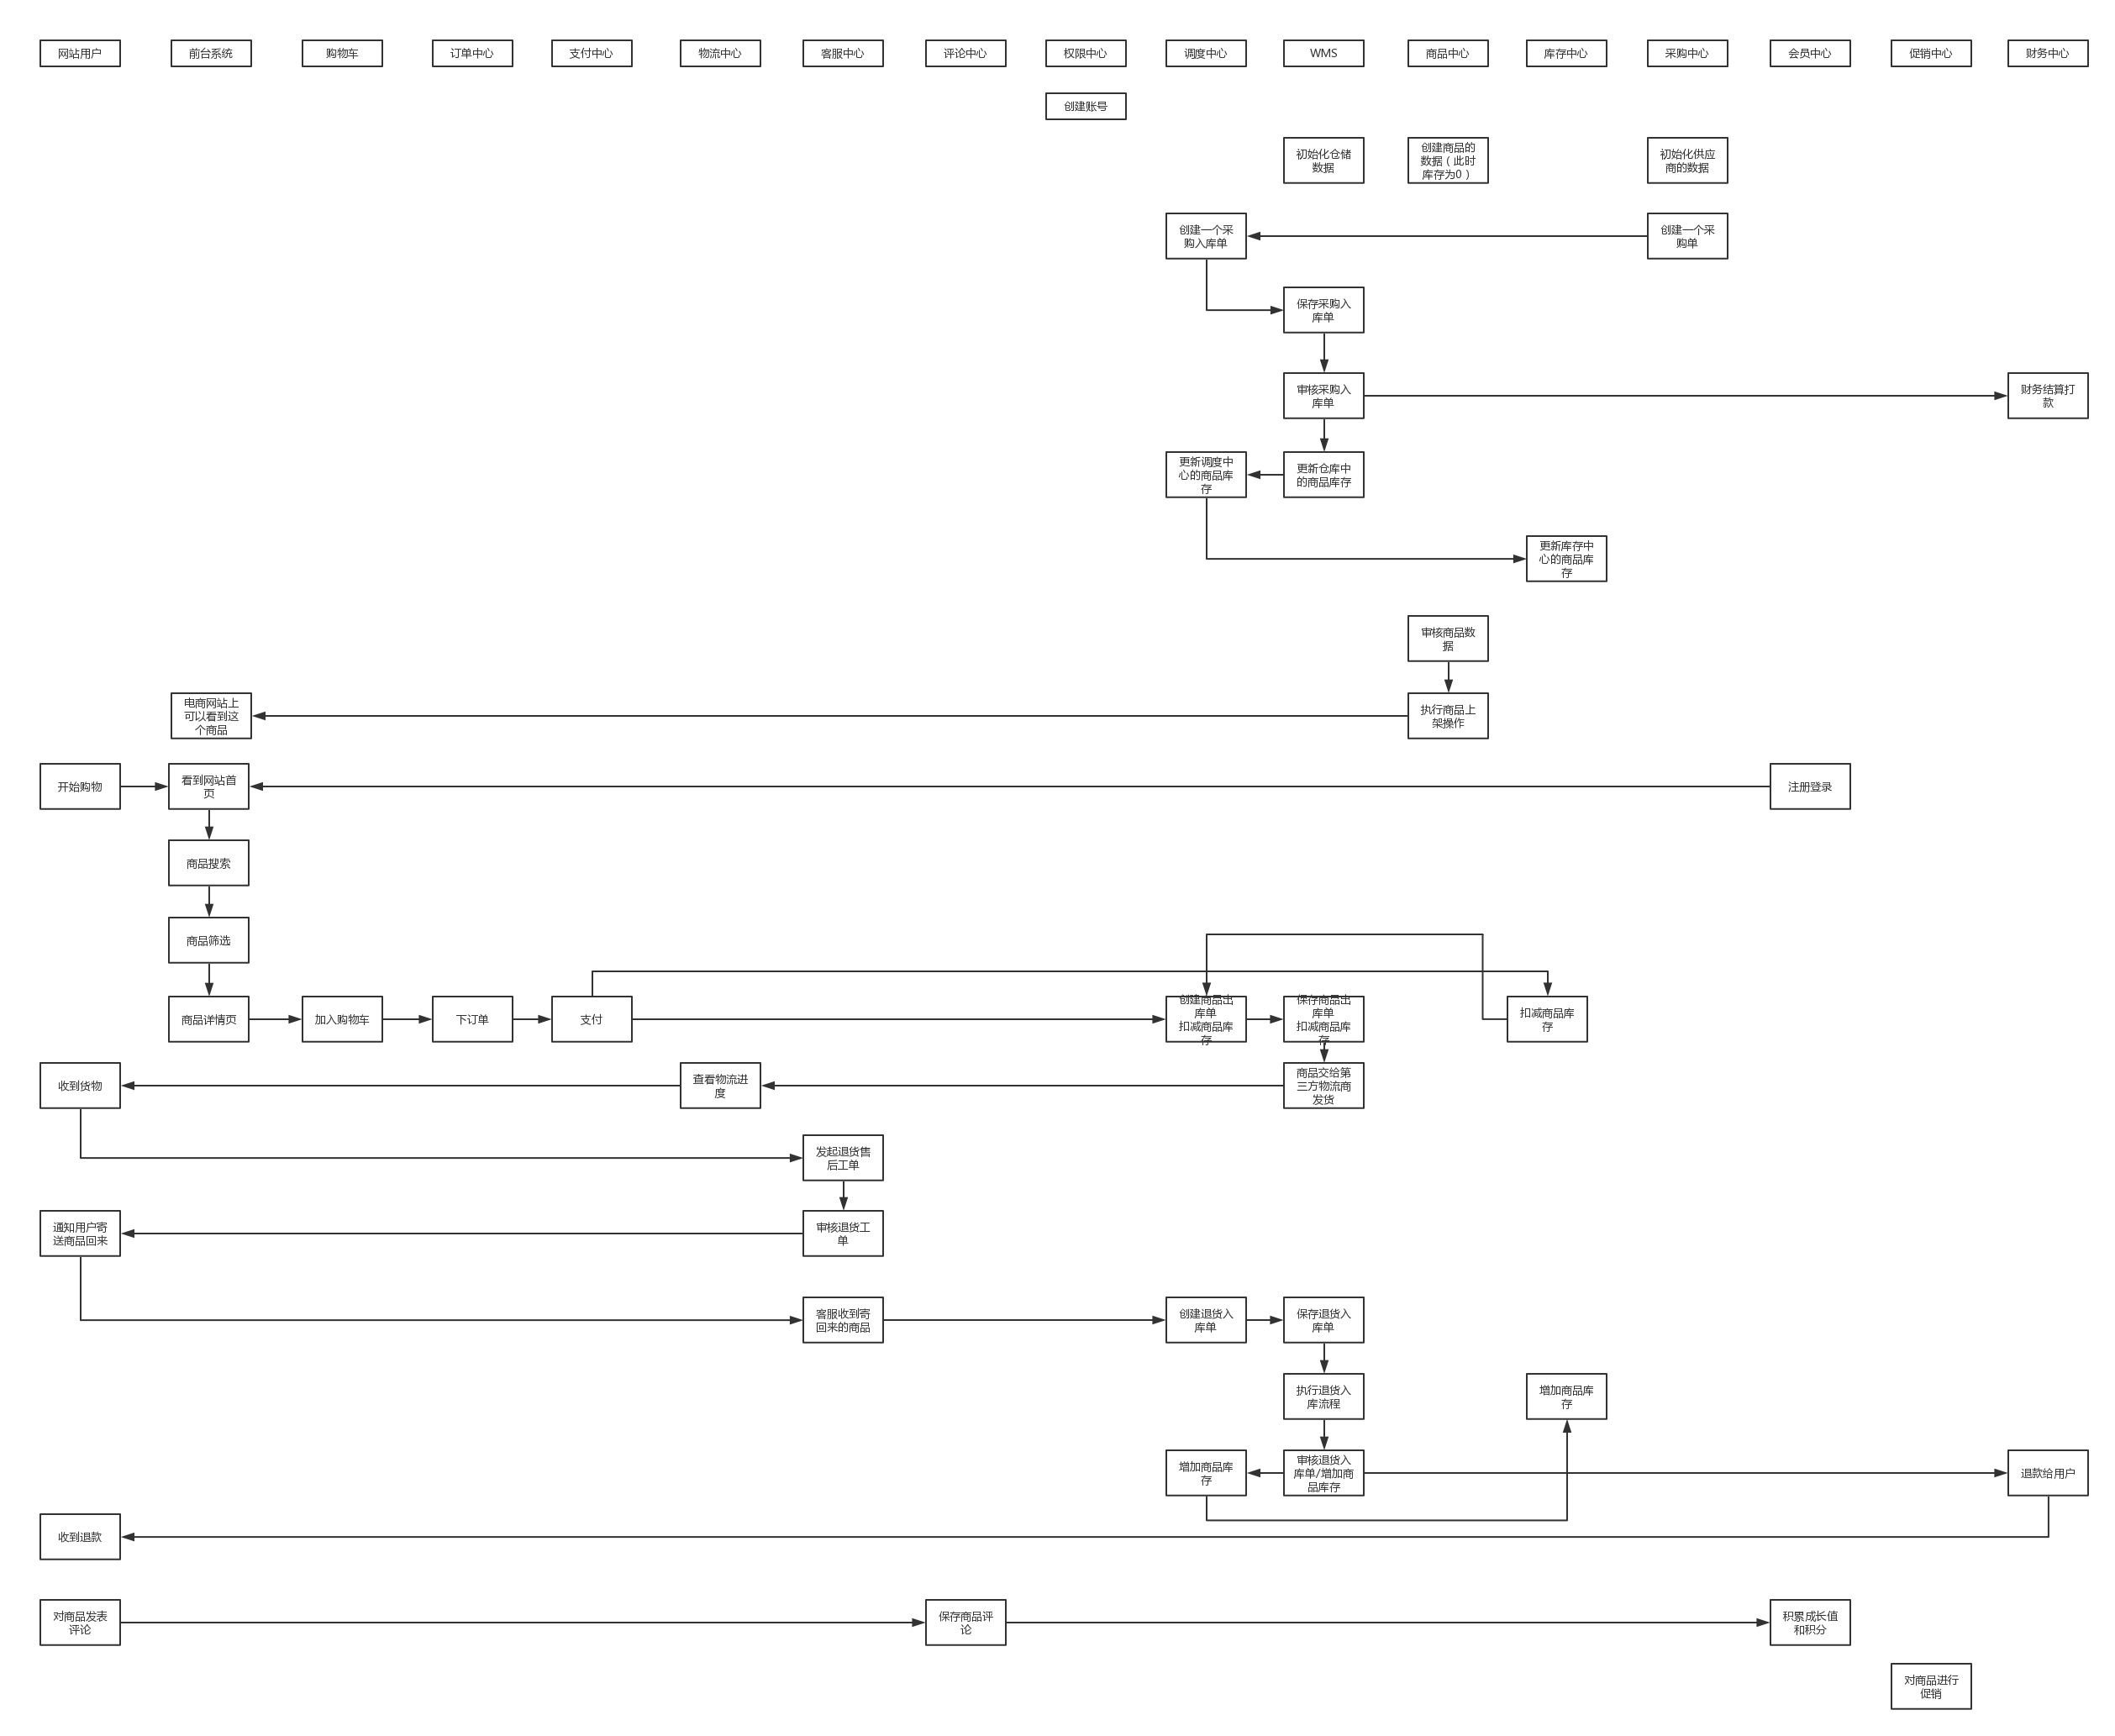 网站用户
前台系统
购物车
订单中心
支付中心
物流中心
客服中心
评论中心
权限中心
调度中心
WMS
商品中心
库存中心
采购中心
会员中心
促销中心
财务中心
创建账号
初始化仓储
数据
创建商品的
数据（此时
库存为0）
初始化供应
商的数据
创建一个采
购入库单
创建一个采
购单
保存采购入
库单
审核采购入
库单
财务结算打
款
更新调度中
心的商品库
存
更新仓库中
的商品库存
更新库存中
心的商品库
存
审核商品数
据
电商网站上
可以看到这
个商品
执行商品上
架操作
开始购物
看到网站首
页
注册登录
商品搜索
商品筛选
商品详情页
加入购物车
下订单
支付
创建商品出
库单
扣减商品库
存
保存商品出
库单
扣减商品库
存
扣减商品库
存
收到货物
查看物流进
度
商品交给第
三方物流商
发货
发起退货售
后工单
通知用户寄
送商品回来
审核退货工
单
客服收到寄
回来的商品
创建退货入
库单
保存退货入
库单
执行退货入
库流程
增加商品库
存
增加商品库
存
审核退货入
库单/增加商
品库存
退款给用户
收到退款
对商品发表
评论
保存商品评
论
积累成长值
和积分
对商品进行
促销